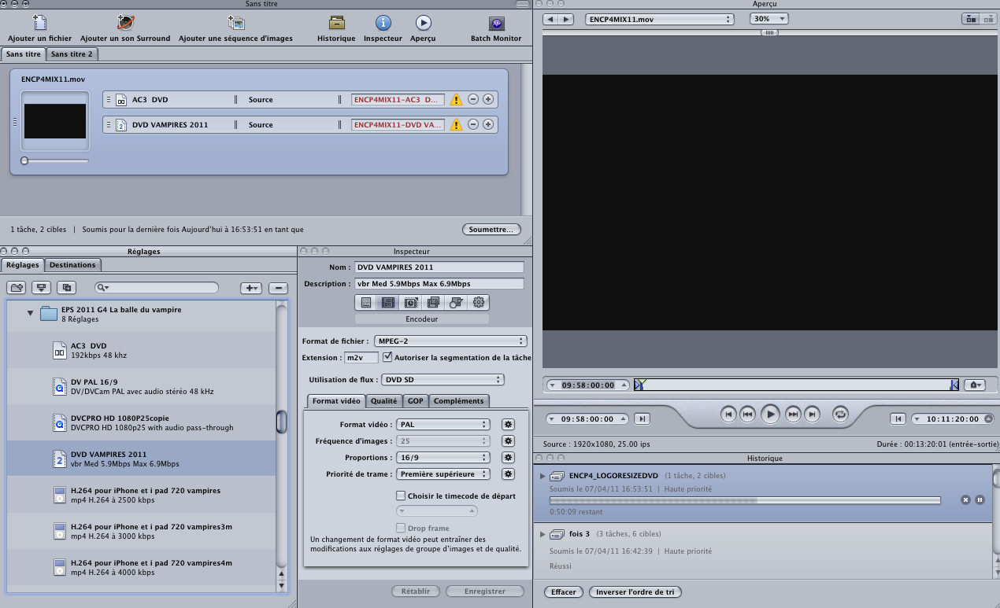 Sans titre
Ajouter un fichier
Ajouter un son Surround
Ajouter une séquence d'images
Historique
Inspecteur
Aperçu
Batch Monitor
Sans titre
Sans titre 2
ENCP4MIX11.mov
AC3 DVD
Source
ENCP4MIX11-AC3 D...
DVD VAMPIRES 2011
Source
ENCP4MIX11-DVD VA...
1 tâche, 2 cibles | Soumis pour la dernière fois Aujourd'hui à 16:53:51 en tant que
Soumettre...
Réglages
Réglages
Destinations
EPS 2011 G4 La balle du vampire
8 Réglages
AC3 DVD
192kbps 48 khz
DV PAL 16/9
DV/DVCam PAL avec audio stéréo 48 kHz
DVCPRO HD 1080P25copie
DVCPRO HD 1080p25 with audio pass-through
DVD VAMPIRES 2011
vbr Med 5.9Mbps Max 6.9Mbps
H.264 pour iPhone et i pad 720 vampires
mp4 H.264 à 2500 kbps
H.264 pour iPhone et i pad 720 vampires3m
mp4 H.264 à 3000 kbps
H.264 pour iPhone et i pad 720 vampires4m
mp4 H.264 à 4000 kbps
Inspecteur
Nom : DVD VAMPIRES 2011
Description : vbr Med 5.9Mbps Max 6.9Mbps
Encodeur
Format de fichier : MPEG-2
Extension : m2v Autoriser la segmentation de la tâche
Utilisation de flux : DVD SD
Format vidéo
Qualité
GOP
Compléments
Format vidéo : PAL
Fréquence d'images : 25
Proportions : 16/9
Priorité de trame : Première supérieure
Choisir le timecode de départ
Drop frame
Un changement de format vidéo peut entraîner des
modifications aux réglages de groupe d'images et de qualité.
Rétablir
Enregistrer
Aperçu
ENCP4MIX11.mov
30%
09:58:00:00
09:58:00:00
10:11:20:00
Source : 1920x1080, 25.00 ips
Durée : 00:13:20:01 (entrée-sortie)
Historique
ENCP4_LOGORESIZEDVD (1 tâche, 2 cibles)
Soumis le 07/04/11 16:53:51 | Haute priorité
0:50:09 restant
fois 3 (3 tâches, 6 cibles)
Soumis le 07/04/11 16:42:39 | Haute priorité
Réussi
Effacer
Inverser l'ordre de tri